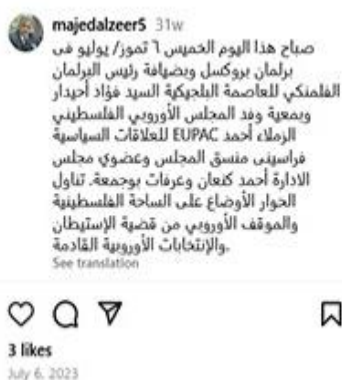 majedalzeer5 31w
صباح هذا اليوم الخميس ٦ تموز/ يوليو في
برلمان بروكسل وبضيافة رئيس البرلمان
الفلمنكي للعاصمة البلجيكية السيد فؤاد أحيدار
وبمعية وفد المجلس الأوروبي الفلسطيني
للعلاقات السياسية EUPAC الزملاء أحمد
فراسيني منسق المجلس وعضوي مجلس
الادارة أحمد كنعان وعرفات بوجمعة. تناول
الحوار الأوضاع على الساحة الفلسطينية
والموقف الأوروبي من قضية الإستيطان
والإنتخابات الأوروبية القادمة.
See translation
3 likes
July 6, 2023